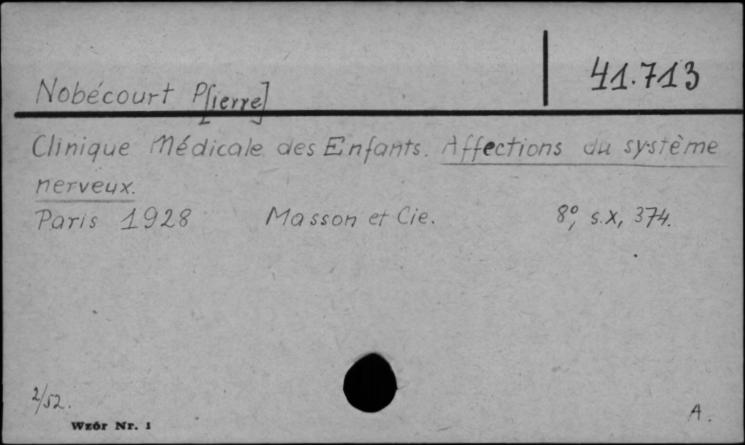 41.713
Nobécourt P[ierre]
Clinique Médicale des Enfants. Affections du système
nerveux.
Paris 1928 Masson et Cie. 8°, s.X, 374.
2/52.
Wzór Nr. 1
A.